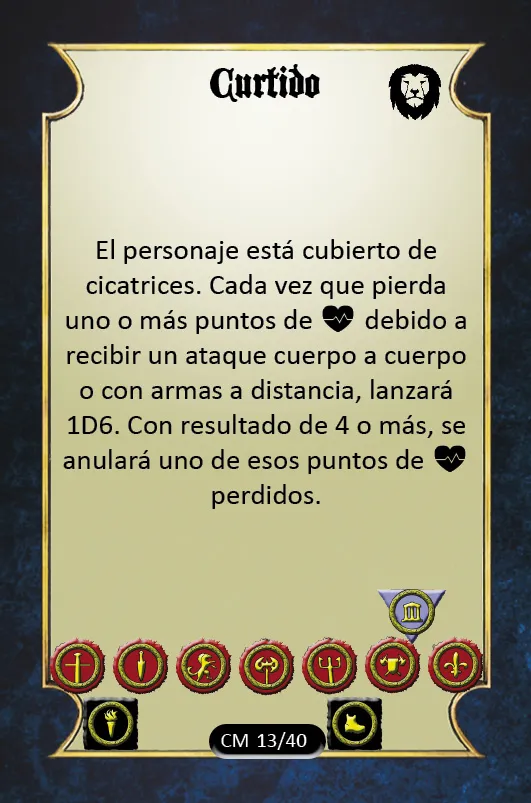 Curtido
El personaje está cubierto de
cicatrices. Cada vez que pierda
uno o más puntos de debido a
recibir un ataque cuerpo a cuerpo
o con armas a distancia, lanzará
1D6. Con resultado de 4 o más, se
anulará uno de esos puntos de
perdidos.
CM 13/40